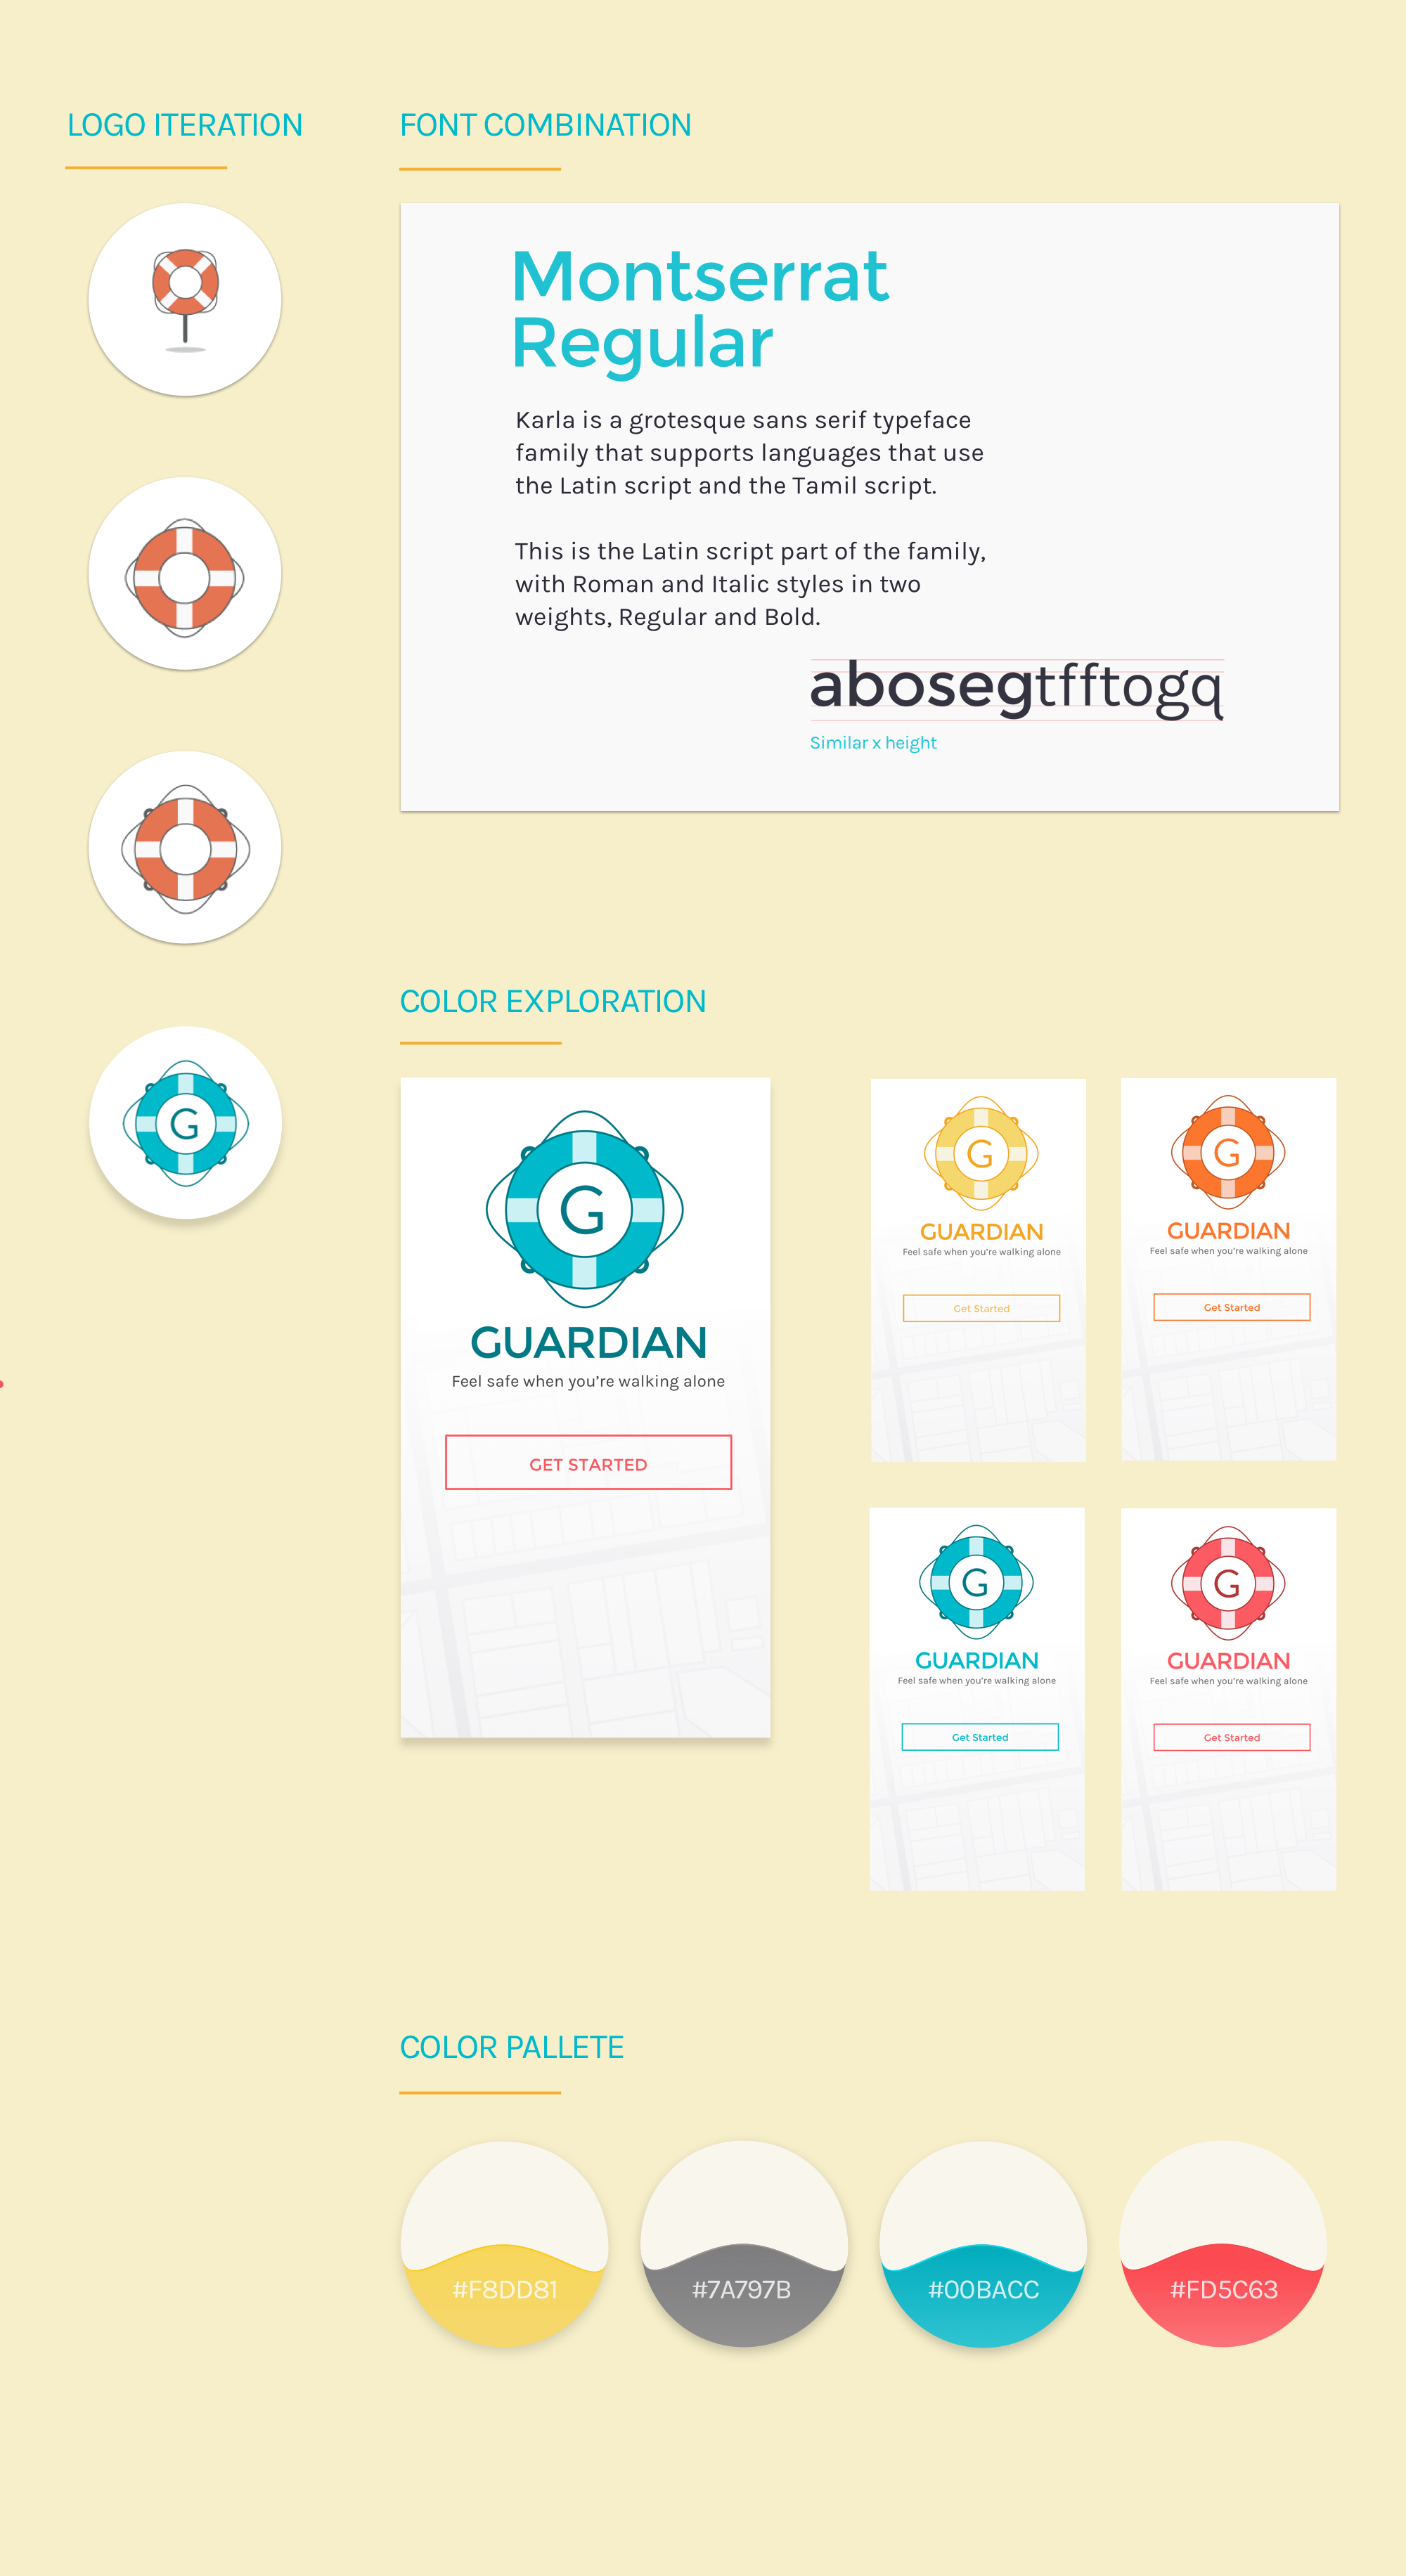 LOGO ITERATION
FONT COMBINATION
Montserrat
Regular
Karla is a grotesque sans serif typeface
family that supports languages that use
the Latin script and the Tamil script.
This is the Latin script part of the family,
with Roman and Italic styles in two
weights, Regular and Bold.
abosegtfftogq
Similar x height
COLOR EXPLORATION
G
G
GUARDIAN
Feel safe when you're walking alone
GET STARTED
G
GUARDIAN
Feel safe when you're walking alone
Get Started
G
GUARDIAN
Feel safe when you're walking alone
Get Started
G
GUARDIAN
Feel safe when you're walking alone
Get Started
G
GUARDIAN
Feel safe when you're walking alone
Get Started
COLOR PALLETE
#F8DD81
#7A797B
#00BACC
#FD5C63